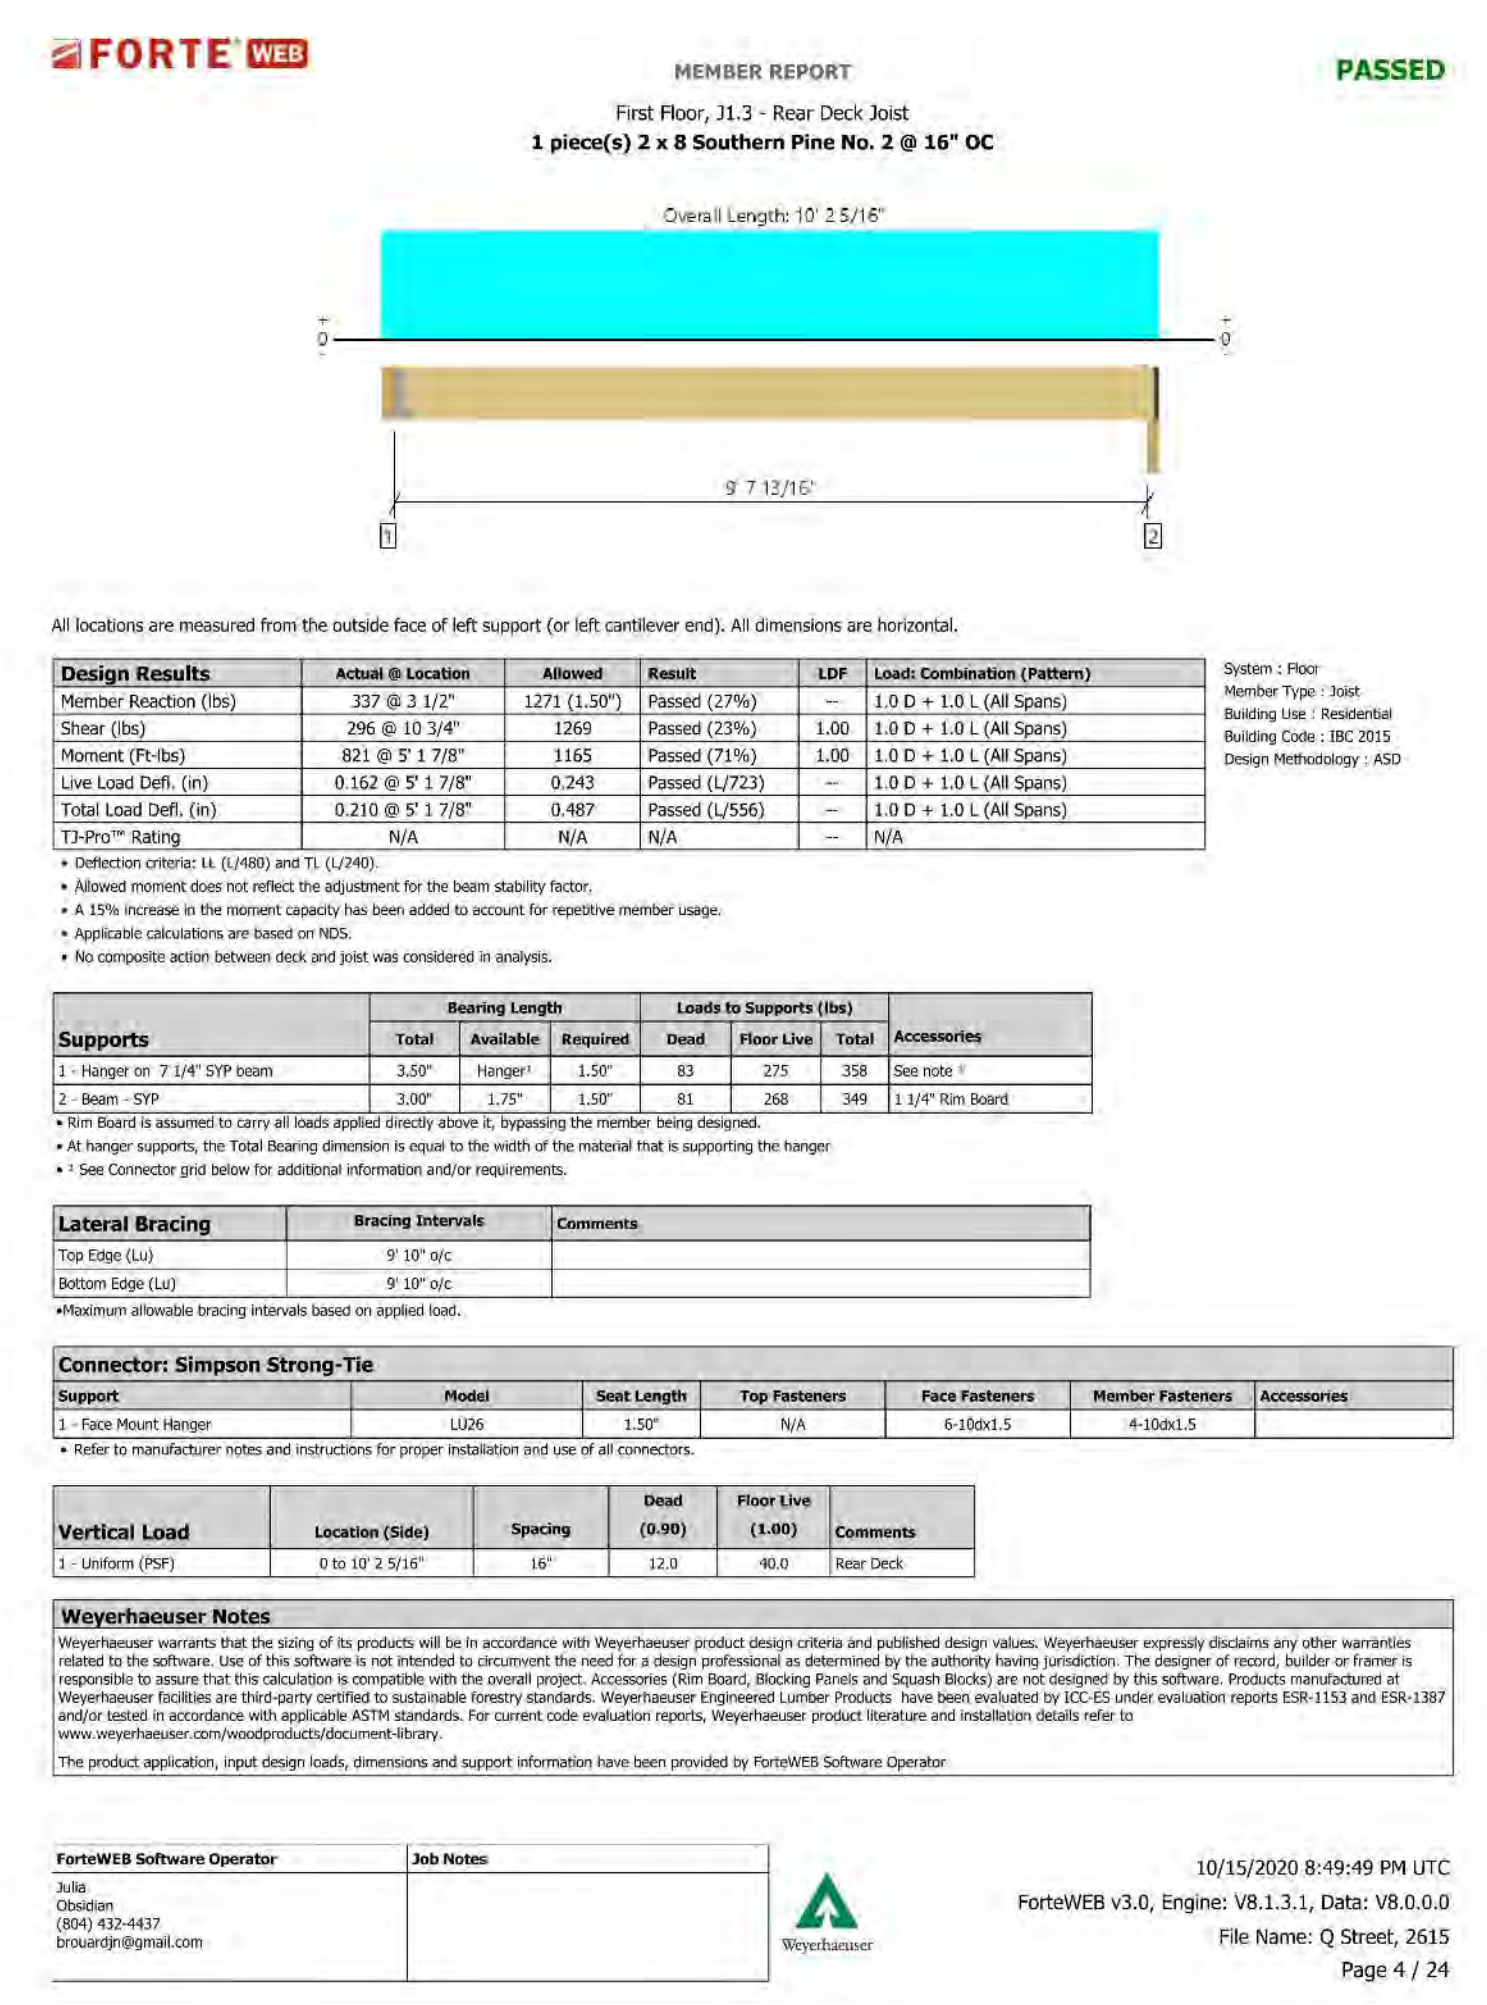 FORTE WEB
MEMBER REPORT
PASSED
First Floor, J1.3 - Rear Deck Joist
1 piece(s) 2 x 8 Southern Pine No. 2 @ 16" OC
Overall Length: 10' 2 5/16"
+ +
0 0
- -
9' 7 13/16"
1 2
All locations are measured from the outside face of left support (or left cantilever end). All dimensions are horizontal.
Design Results Actual @ Location Allowed Result LDF Load: Combination (Pattern)
Member Reaction (lbs) 337 @ 3 1/2" 1271 (1.50") Passed (27%) -- 1.0 D + 1.0 L (All Spans)
Shear (lbs) 296 @ 10 3/4" 1269 Passed (23%) 1.00 1.0 D + 1.0 L (All Spans)
Moment (Ft-lbs) 821 @ 5' 1 7/8" 1165 Passed (71%) 1.00 1.0 D + 1.0 L (All Spans)
Live Load Defl. (in) 0.162 @ 5' 1 7/8" 0.243 Passed (L/723) -- 1.0 D + 1.0 L (All Spans)
Total Load Defl. (in) 0.210 @ 5' 1 7/8" 0.487 Passed (L/556) -- 1.0 D + 1.0 L (All Spans)
TJ-Pro™ Rating N/A N/A N/A -- N/A
System : Floor
Member Type : Joist
Building Use : Residential
Building Code : IBC 2015
Design Methodology : ASD
• Deflection criteria: LL (L/480) and TL (L/240).
• Allowed moment does not reflect the adjustment for the beam stability factor.
• A 15% increase in the moment capacity has been added to account for repetitive member usage.
• Applicable calculations are based on NDS.
• No composite action between deck and joist was considered in analysis.
Bearing Length Loads to Supports (lbs)
Supports Total Available Required Dead Floor Live Total Accessories
1 - Hanger on 7 1/4" SYP beam 3.50" Hanger¹ 1.50" 83 275 358 See note ¹
2 - Beam - SYP 3.00" 1.75" 1.50" 81 268 349 1 1/4" Rim Board
• Rim Board is assumed to carry all loads applied directly above it, bypassing the member being designed.
• At hanger supports, the Total Bearing dimension is equal to the width of the material that is supporting the hanger
• ¹ See Connector grid below for additional information and/or requirements.
Lateral Bracing Bracing Intervals Comments
Top Edge (Lu) 9' 10" o/c
Bottom Edge (Lu) 9' 10" o/c
•Maximum allowable bracing intervals based on applied load.
Connector: Simpson Strong-Tie
Support Model Seat Length Top Fasteners Face Fasteners Member Fasteners Accessories
1 - Face Mount Hanger LU26 1.50" N/A 6-10dx1.5 4-10dx1.5
• Refer to manufacturer notes and instructions for proper installation and use of all connectors.
Dead Floor Live
Vertical Load Location (Side) Spacing (0.90) (1.00) Comments
1 - Uniform (PSF) 0 to 10' 2 5/16" 16" 12.0 40.0 Rear Deck
Weyerhaeuser Notes
Weyerhaeuser warrants that the sizing of its products will be in accordance with Weyerhaeuser product design criteria and published design values. Weyerhaeuser expressly disclaims any other warranties
related to the software. Use of this software is not intended to circumvent the need for a design professional as determined by the authority having jurisdiction. The designer of record, builder or framer is
responsible to assure that this calculation is compatible with the overall project. Accessories (Rim Board, Blocking Panels and Squash Blocks) are not designed by this software. Products manufactured at
Weyerhaeuser facilities are third-party certified to sustainable forestry standards. Weyerhaeuser Engineered Lumber Products have been evaluated by ICC-ES under evaluation reports ESR-1153 and ESR-1387
and/or tested in accordance with applicable ASTM standards. For current code evaluation reports, Weyerhaeuser product literature and installation details refer to
www.weyerhaeuser.com/woodproducts/document-library.
The product application, input design loads, dimensions and support information have been provided by ForteWEB Software Operator
ForteWEB Software Operator Job Notes
Julia
Obsidian
(804) 432-4437
brouardjn@gmail.com
Weyerhaeuser
10/15/2020 8:49:49 PM UTC
ForteWEB v3.0, Engine: V8.1.3.1, Data: V8.0.0.0
File Name: Q Street, 2615
Page 4 / 24